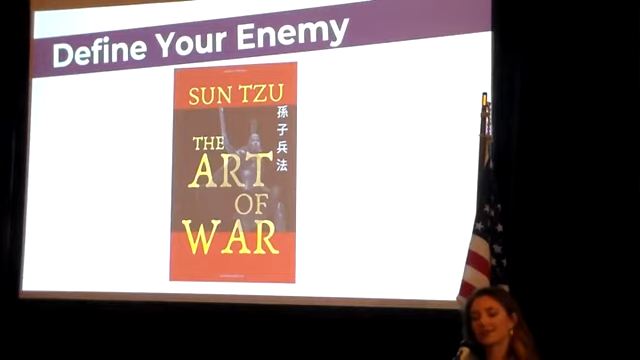 Define Your Enemy
SUN TZU
孫子兵法
THE
ART
OF
WAR